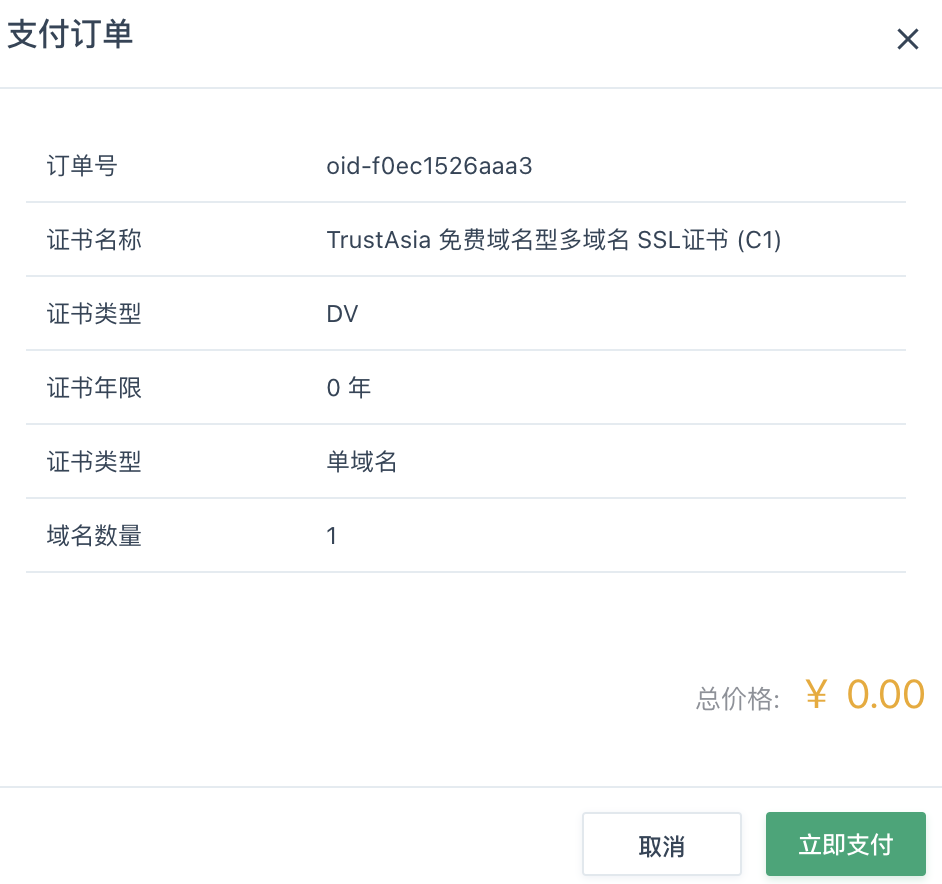 支付订单
订单号 oid-f0ec1526aaa3
证书名称 TrustAsia 免费域名型多域名 SSL证书 (C1)
证书类型 DV
证书年限 0 年
证书类型 单域名
域名数量 1
总价格: ¥ 0.00
取消 立即支付